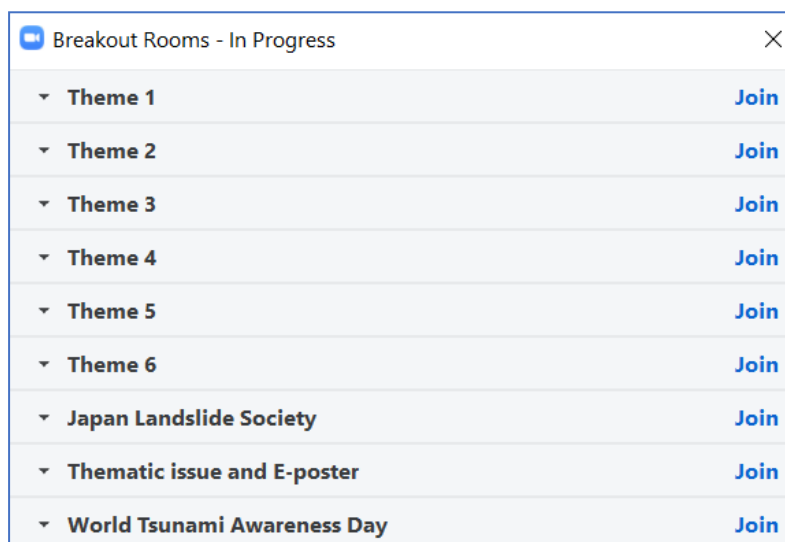 Breakout Rooms - In Progress
Theme 1 Join
Theme 2 Join
Theme 3 Join
Theme 4 Join
Theme 5 Join
Theme 6 Join
Japan Landslide Society Join
Thematic issue and E-poster Join
World Tsunami Awareness Day Join